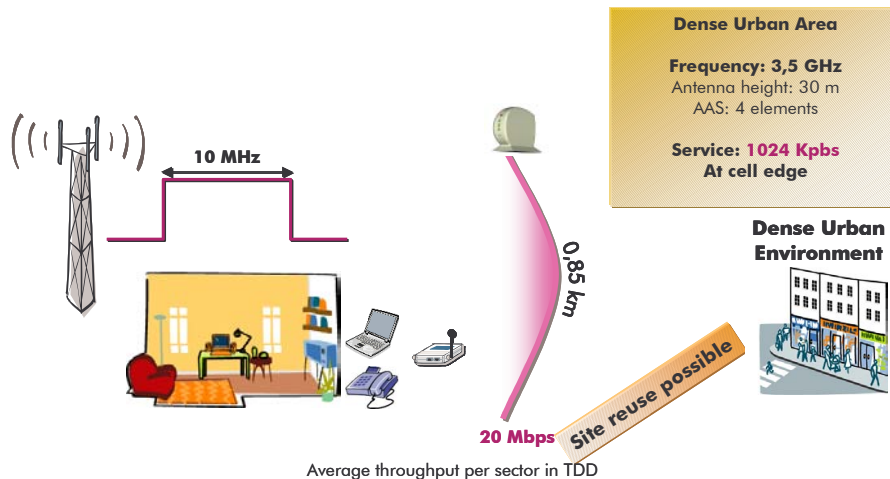 Dense Urban Area
Frequency: 3,5 GHz
Antenna height: 30 m
AAS: 4 elements
Service: 1024 Kpbs
At cell edge
10 MHz
0,85 km
Dense Urban
Environment
Site reuse possible
20 Mbps
Average throughput per sector in TDD